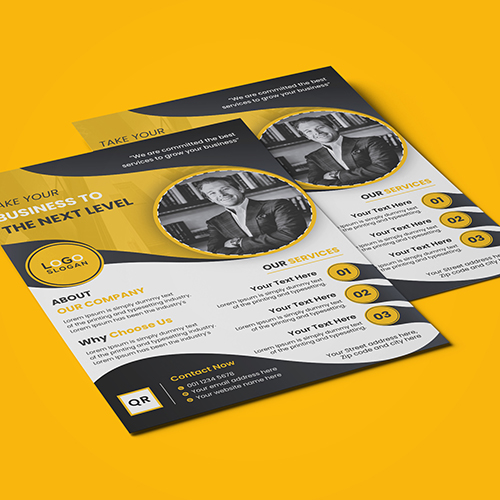 TAKE YOUR
"We are committed the best
services to grow your business"
OUR SERVICES
Your Text Here
Lorem ipsum is simply dummy text
of the printing and typesetting.
01
Your Text Here
Lorem ipsum is simply dummy text
of the printing and typesetting.
02
Your Text Here
Lorem ipsum is simply dummy text
of the printing and typesetting.
03
Your Street address here,
Zip code and city here
"We are committed the best
services to grow your business"
TAKE YOUR
BUSINESS TO
THE NEXT LEVEL
LOGO
SLOGAN
ABOUT
OUR COMPANY
Lorem ipsum is simply dummy text
of the printing and typesetting industry.
Lorem ipsum is simply dummy text
Why Choose Us
Lorem ipsum is simply dummy text
of the printing and typesetting industry.
Lorem ipsum is simply dummy text
OUR SERVICES
Your Text Here
Lorem ipsum is simply dummy text
of the printing and typesetting.
01
Your Text Here
Lorem ipsum is simply dummy text
of the printing and typesetting.
02
Your Text Here
Lorem ipsum is simply dummy text
of the printing and typesetting.
03
QR
Contact Now
001 1234 5678
Your email address here
Your website name here
Your Street address here,
Zip code and city here